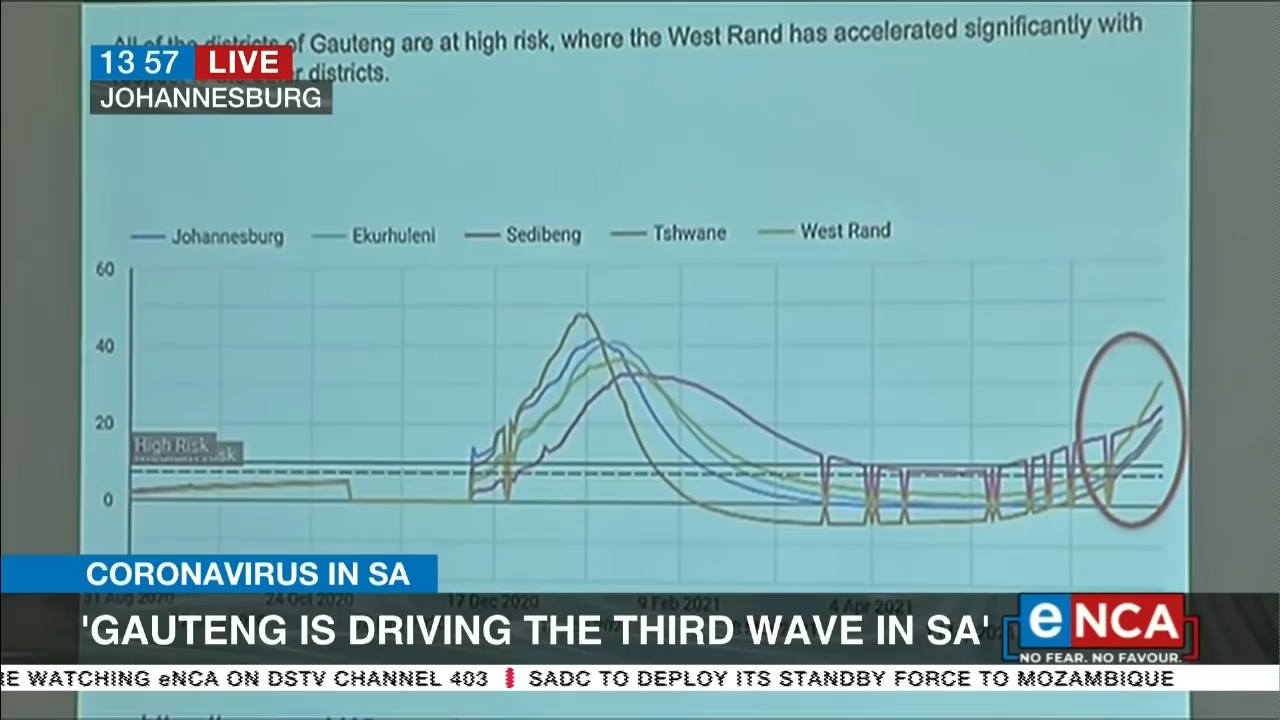 All of the districts of Gauteng are at high risk, where the West Rand has accelerated significantly with
districts.
13 57 LIVE
JOHANNESBURG
Johannesburg Ekurhuleni Sedibeng Tshwane West Rand
60
40
20
High Risk
0
31 Aug 2020 24 Oct 2020 17 Dec 2020 9 Feb 2021 4 Apr 2021
CORONAVIRUS IN SA
'GAUTENG IS DRIVING THE THIRD WAVE IN SA'
eNCA
NO FEAR. NO FAVOUR.
E WATCHING eNCA ON DSTV CHANNEL 403 SADC TO DEPLOY ITS STANDBY FORCE TO MOZAMBIQUE